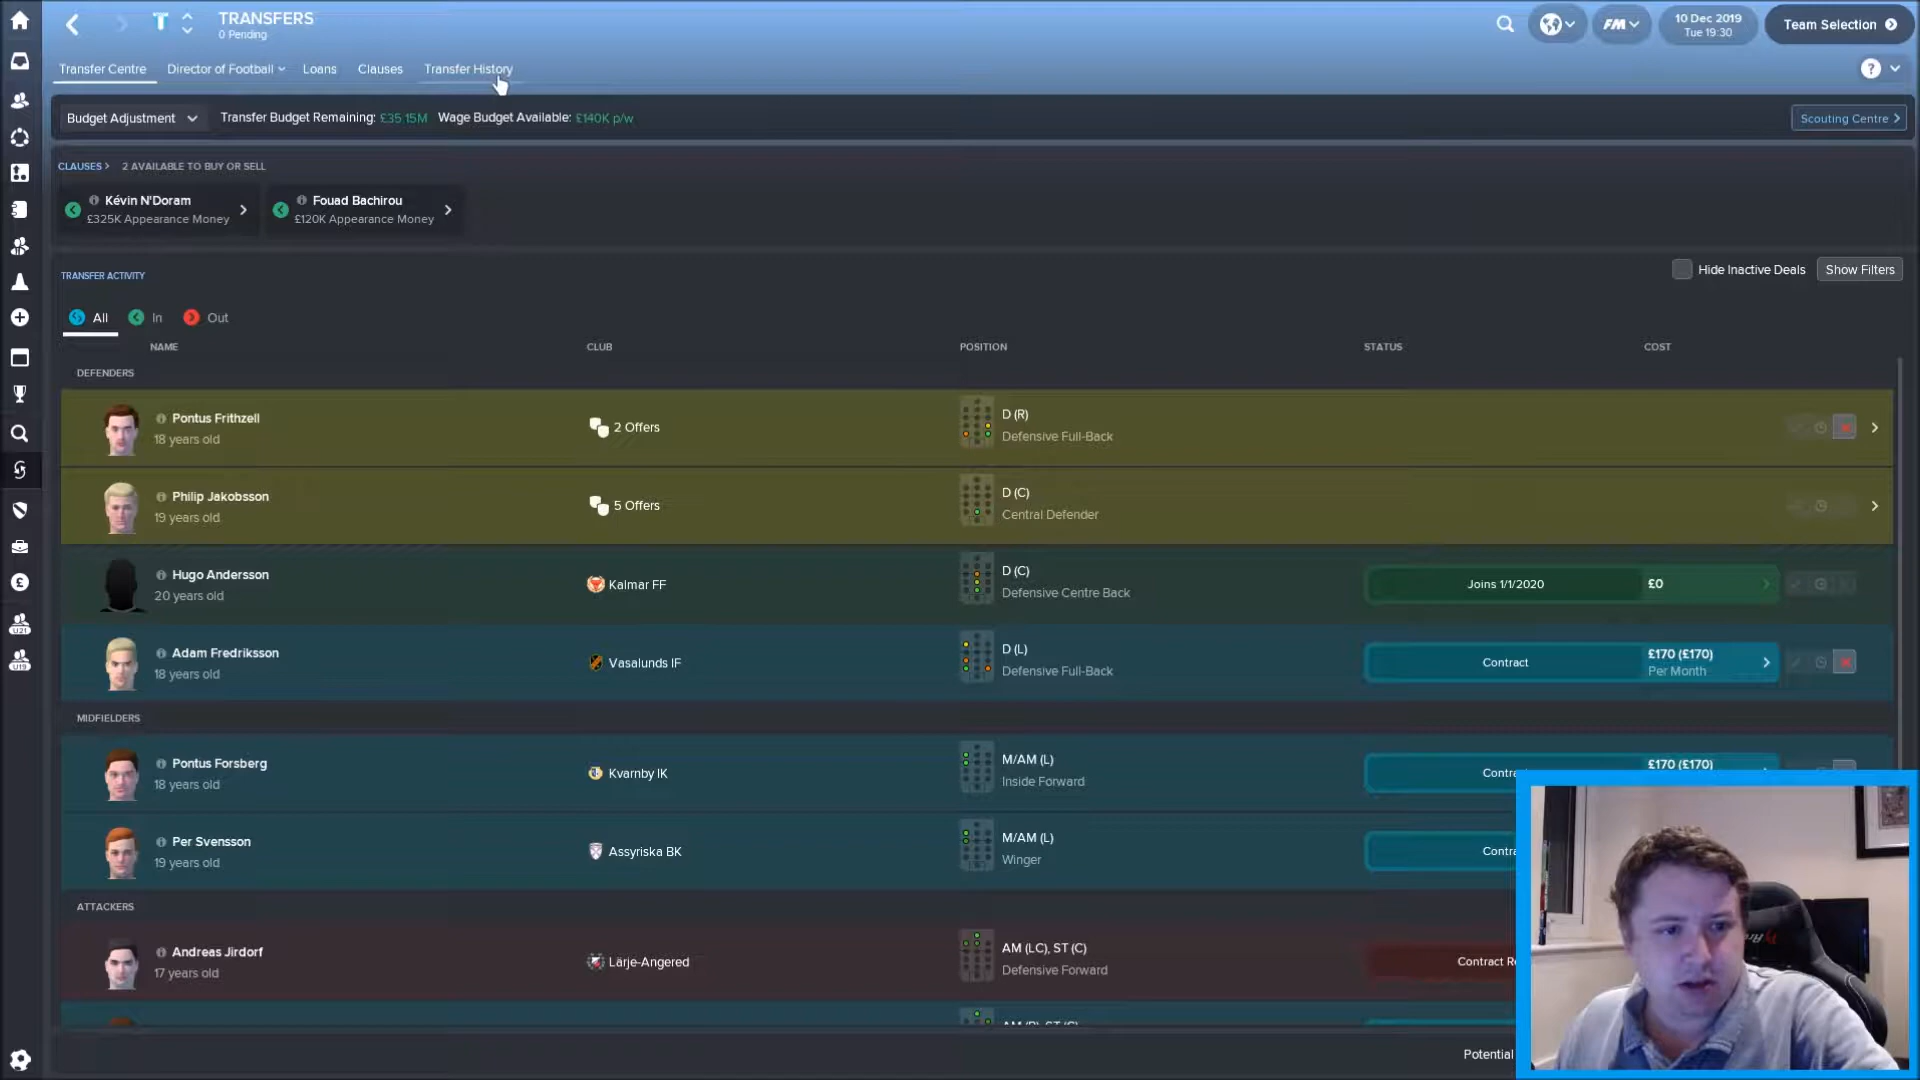 TRANSFERS
0 Pending
FM
10 Dec 2019
Tue 19:30
Team Selection
Transfer Centre
Director of Football
Loans
Clauses
Transfer History
?
Budget Adjustment
Transfer Budget Remaining: £35.15M
Wage Budget Available: £140K p/w
Scouting Centre
CLAUSES > 2 AVAILABLE TO BUY OR SELL
Kévin N'Doram
£325K Appearance Money
Fouad Bachirou
£120K Appearance Money
TRANSFER ACTIVITY
Hide Inactive Deals
Show Filters
All
In
Out
NAME
CLUB
POSITION
STATUS
COST
DEFENDERS
Pontus Frithzell
18 years old
2 Offers
D (R)
Defensive Full-Back
Philip Jakobsson
19 years old
5 Offers
D (C)
Central Defender
Hugo Andersson
20 years old
Kalmar FF
D (C)
Defensive Centre Back
Joins 1/1/2020
£0
Adam Fredriksson
18 years old
Vasalunds IF
D (L)
Defensive Full-Back
Contract
£170 (£170)
Per Month
MIDFIELDERS
Pontus Forsberg
18 years old
Kvarnby IK
M/AM (L)
Inside Forward
Contra
£170 (£170)
Per Svensson
19 years old
Assyriska BK
M/AM (L)
Winger
Contra
ATTACKERS
Andreas Jirdorf
17 years old
Lärje-Angered
AM (LC), ST (C)
Defensive Forward
Contract Re
Potential
U21
U19